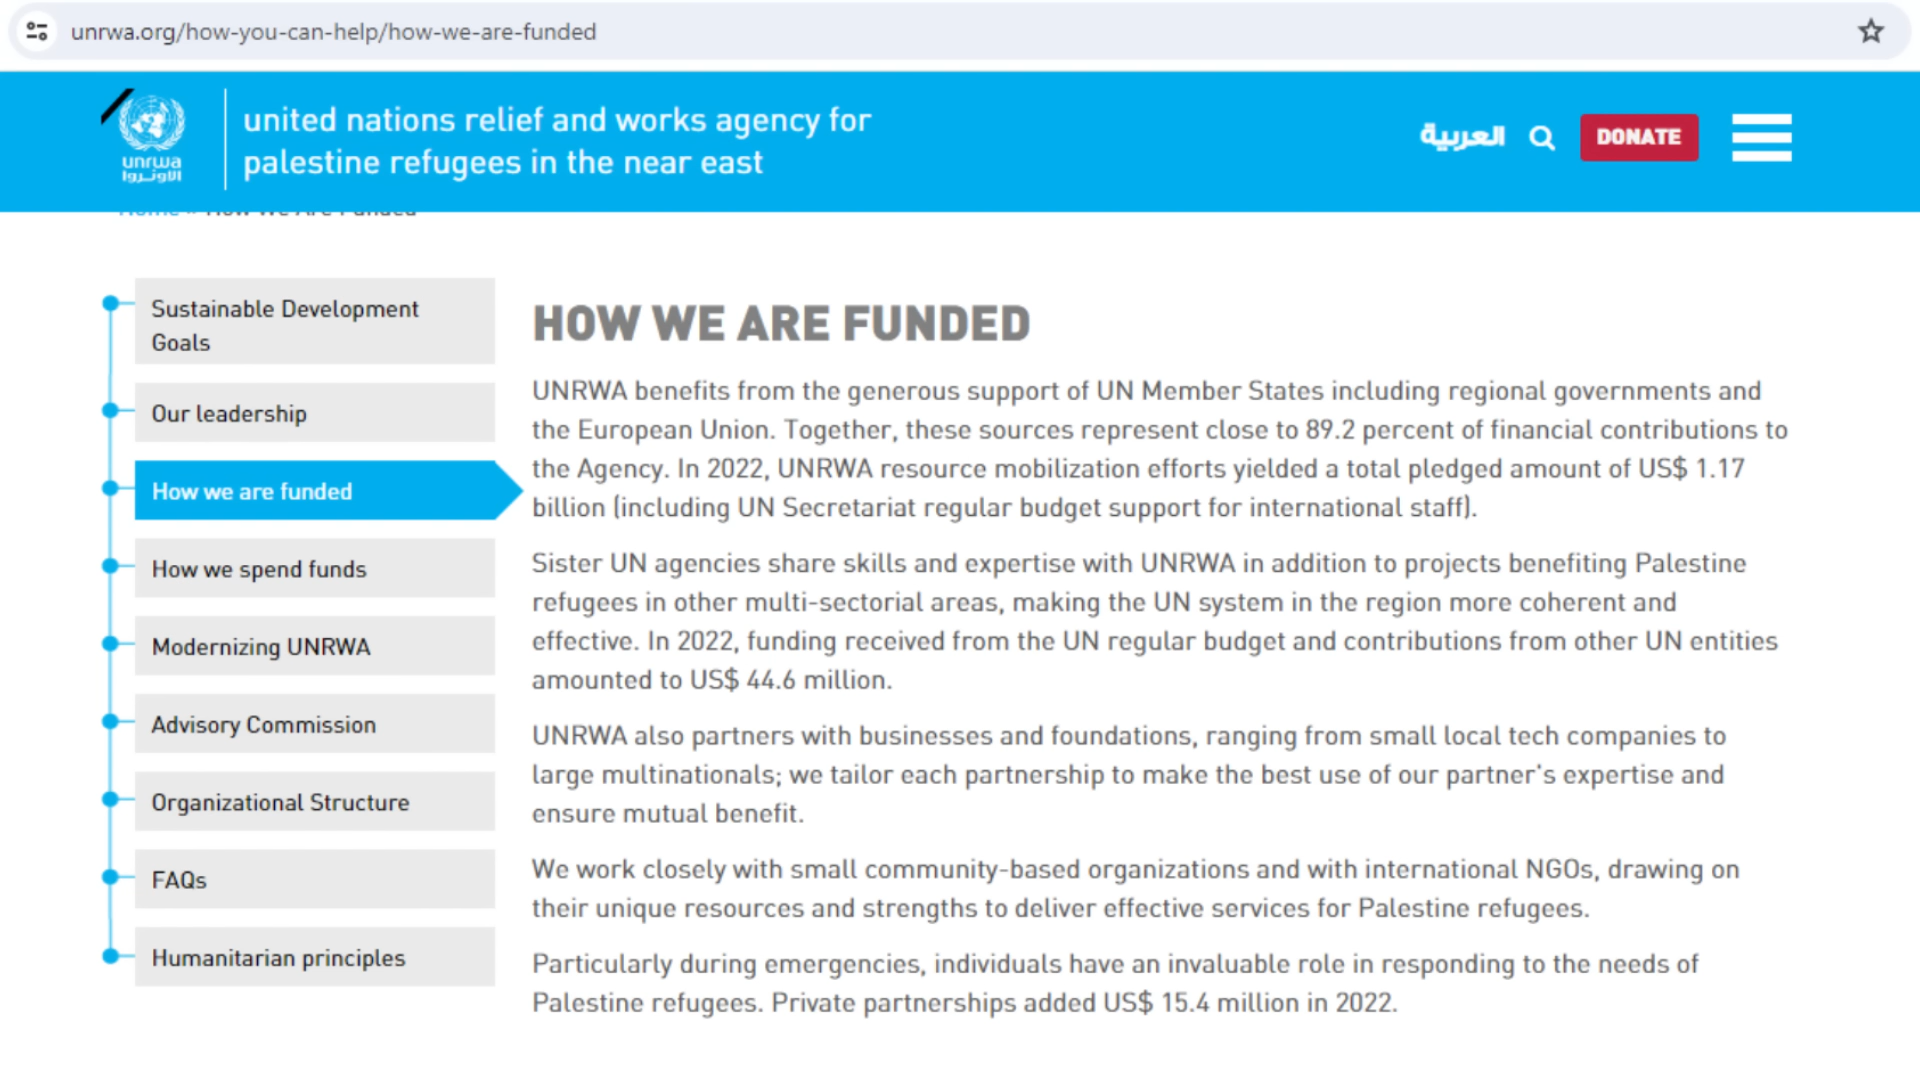 unrwa.org/how-you-can-help/how-we-are-funded
unrwa
الاونروا
united nations relief and works agency for
palestine refugees in the near east
العربية
DONATE
Home » How We Are Funded
Sustainable Development
Goals
Our leadership
How we are funded
How we spend funds
Modernizing UNRWA
Advisory Commission
Organizational Structure
FAQs
Humanitarian principles
HOW WE ARE FUNDED
UNRWA benefits from the generous support of UN Member States including regional governments and
the European Union. Together, these sources represent close to 89.2 percent of financial contributions to
the Agency. In 2022, UNRWA resource mobilization efforts yielded a total pledged amount of US$ 1.17
billion (including UN Secretariat regular budget support for international staff).
Sister UN agencies share skills and expertise with UNRWA in addition to projects benefiting Palestine
refugees in other multi-sectorial areas, making the UN system in the region more coherent and
effective. In 2022, funding received from the UN regular budget and contributions from other UN entities
amounted to US$ 44.6 million.
UNRWA also partners with businesses and foundations, ranging from small local tech companies to
large multinationals; we tailor each partnership to make the best use of our partner's expertise and
ensure mutual benefit.
We work closely with small community-based organizations and with international NGOs, drawing on
their unique resources and strengths to deliver effective services for Palestine refugees.
Particularly during emergencies, individuals have an invaluable role in responding to the needs of
Palestine refugees. Private partnerships added US$ 15.4 million in 2022.